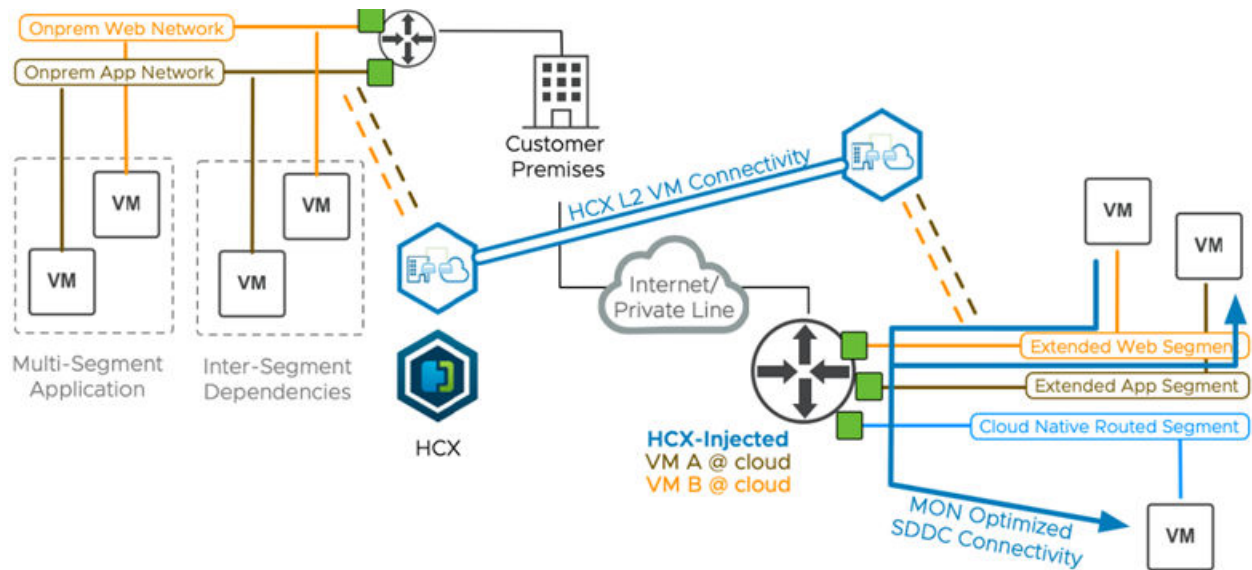 Onprem Web Network
Onprem App Network
VM
VM
VM
VM
Multi-Segment
Application
Inter-Segment
Dependencies
Customer
Premises
HCX L2 VM Connectivity
HCX
Internet/
Private Line
VM
VM
Extended Web Segment
Extended App Segment
Cloud Native Routed Segment
HCX-Injected
VM A @ cloud
VM B @ cloud
MON Optimized
SDDC Connectivity
VM